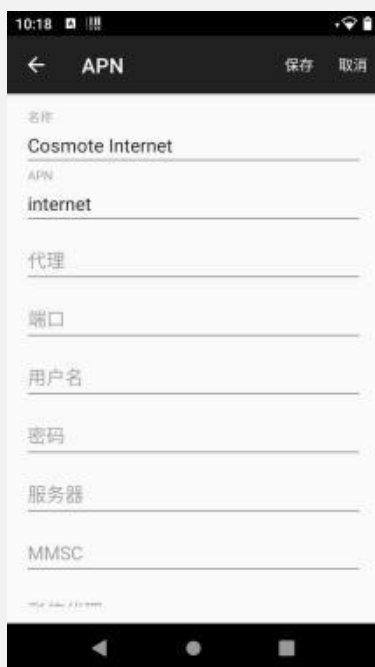 10:18
APN 保存 取消
名称
Cosmote Internet
APN
internet
代理
端口
用户名
密码
服务器
MMSC